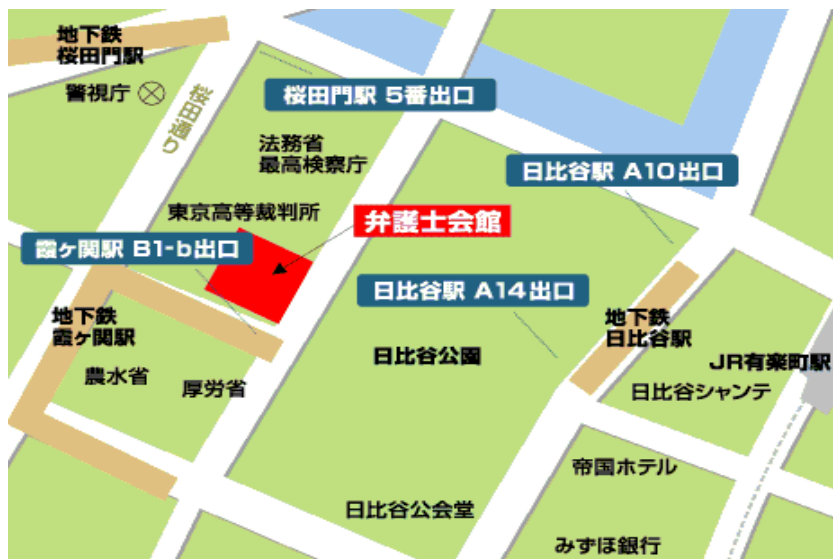 地下鉄
桜田門駅
警視庁
桜田通り
桜田門駅 5番出口
法務省
最高検察庁
日比谷駅 A10出口
東京高等裁判所
弁護士会館
霞ヶ関駅 B1-b出口
日比谷駅 A14出口
地下鉄
霞ヶ関駅
地下鉄
日比谷駅
日比谷公園
JR有楽町駅
農水省
厚労省
日比谷シャンテ
帝国ホテル
日比谷公会堂
みずほ銀行